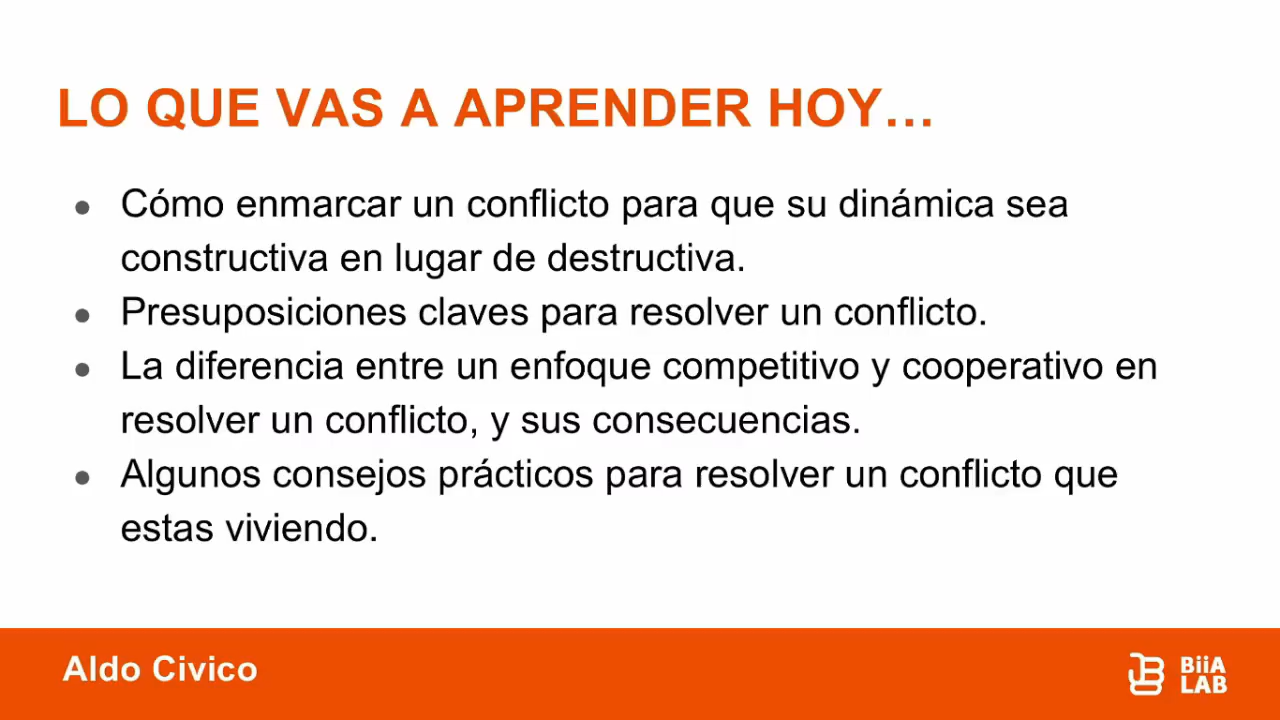 LO QUE VAS A APRENDER HOY...
● Cómo enmarcar un conflicto para que su dinámica sea
constructiva en lugar de destructiva.
● Presuposiciones claves para resolver un conflicto.
● La diferencia entre un enfoque competitivo y cooperativo en
resolver un conflicto, y sus consecuencias.
● Algunos consejos prácticos para resolver un conflicto que
estas viviendo.
Aldo Civico
BiiA
LAB